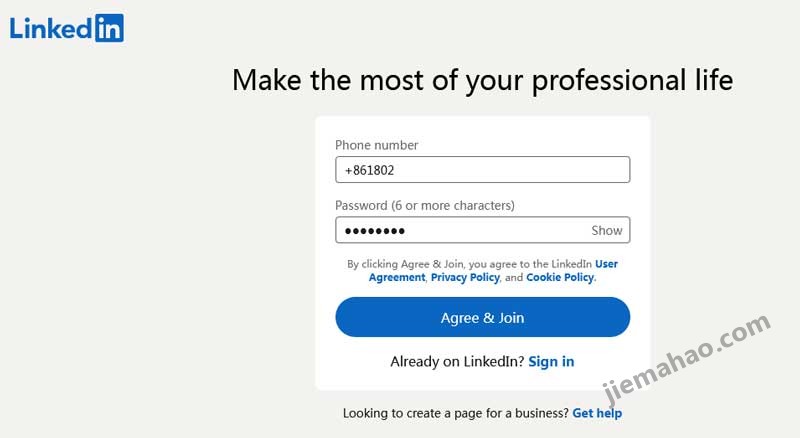 Linked in
Make the most of your professional life
Phone number
+861802
Password (6 or more characters)
●●●●●●●● Show
By clicking Agree & Join, you agree to the LinkedIn User
Agreement, Privacy Policy, and Cookie Policy.
Agree & Join
Already on LinkedIn? Sign in
jiemahao.com
Looking to create a page for a business? Get help